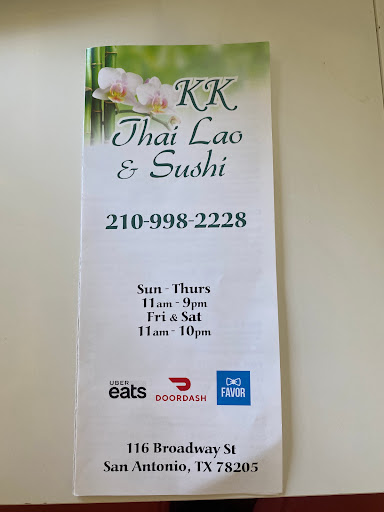 KK
Thai Lao
& Sushi
210-998-2228
Sun - Thurs
11am - 9pm
Fri & Sat
11am - 10pm
UBER
eats
DOORDASH
FAVOR
116 Broadway St
San Antonio, TX 78205